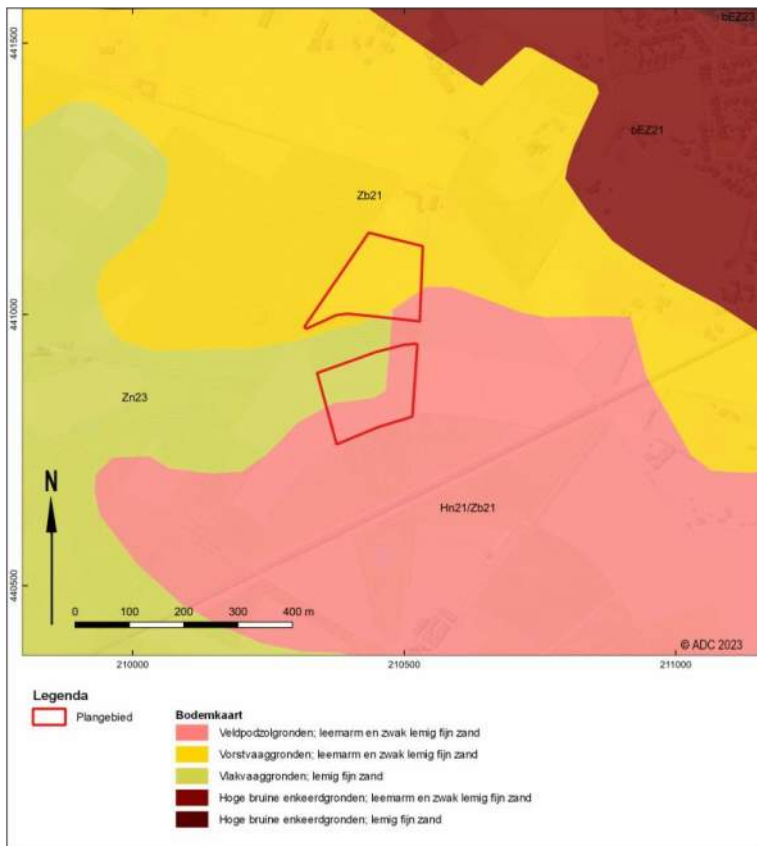 bEZ23
441500
bEZ21
Zb21
441000
Zn23
N
Hn21/Zb21
440500
0 100 200 300 400 m
© ADC 2023
210000 210500 211000
Legenda
Plangebied
Bodemkaart
Veldpodzolgronden; leemarm en zwak lemig fijn zand
Vorstvaaggronden; leemarm en zwak lemig fijn zand
Vlakvaaggronden; lemig fijn zand
Hoge bruine enkeerdgronden; leemarm en zwak lemig fijn zand
Hoge bruine enkeerdgronden; lemig fijn zand